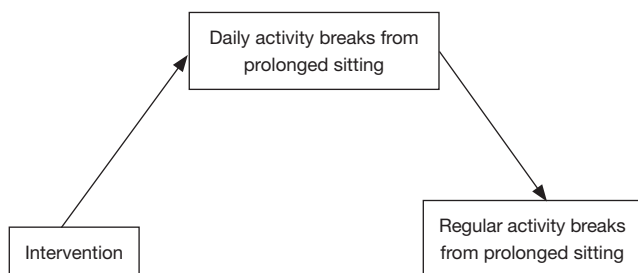 Daily activity breaks from
prolonged sitting
Intervention
Regular activity breaks
from prolonged sitting